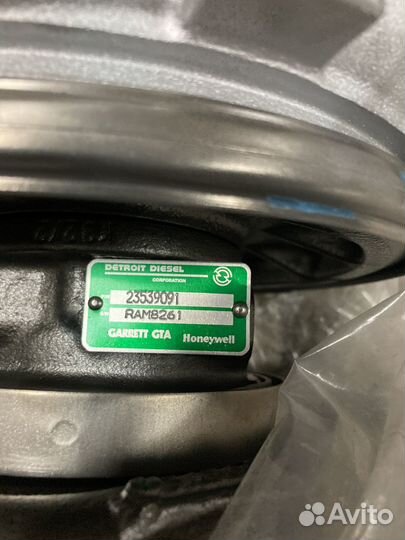 DETROIT DIESEL
CORPORATION
23539091
RAM8261
GARRETT GTA Honeywell
Avito